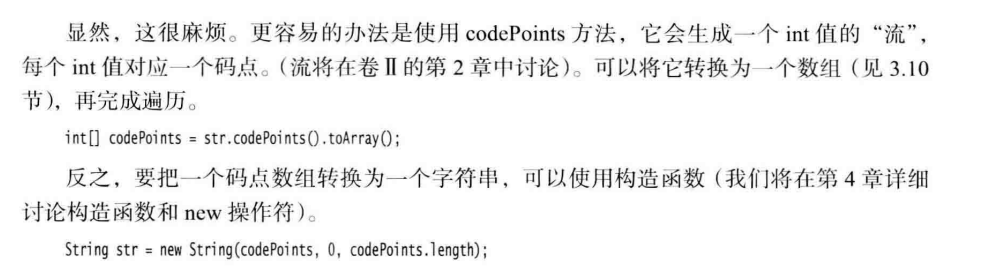 显然，这很麻烦。更容易的办法是使用 codePoints 方法，它会生成一个 int 值的“流”，
每个 int 值对应一个码点。（流将在卷Ⅱ的第 2 章中讨论）。可以将它转换为一个数组（见 3.10
节），再完成遍历。
int[] codePoints = str.codePoints().toArray();
反之，要把一个码点数组转换为一个字符串，可以使用构造函数（我们将在第 4 章详细
讨论构造函数和 new 操作符）。
String str = new String(codePoints, 0, codePoints.length);